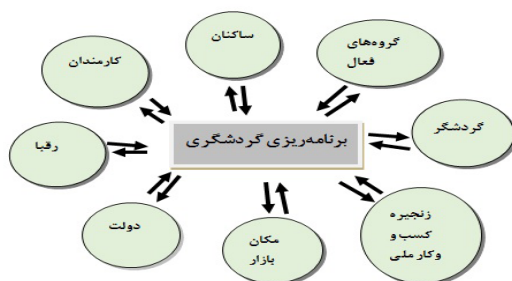 ساکنان
گروه‌های
فعال
کارمندان
گردشگر
برنامه‌ریزی گردشگری
رقبا
زنجیره
کسب و
وکار ملی
دولت
مکان
بازار